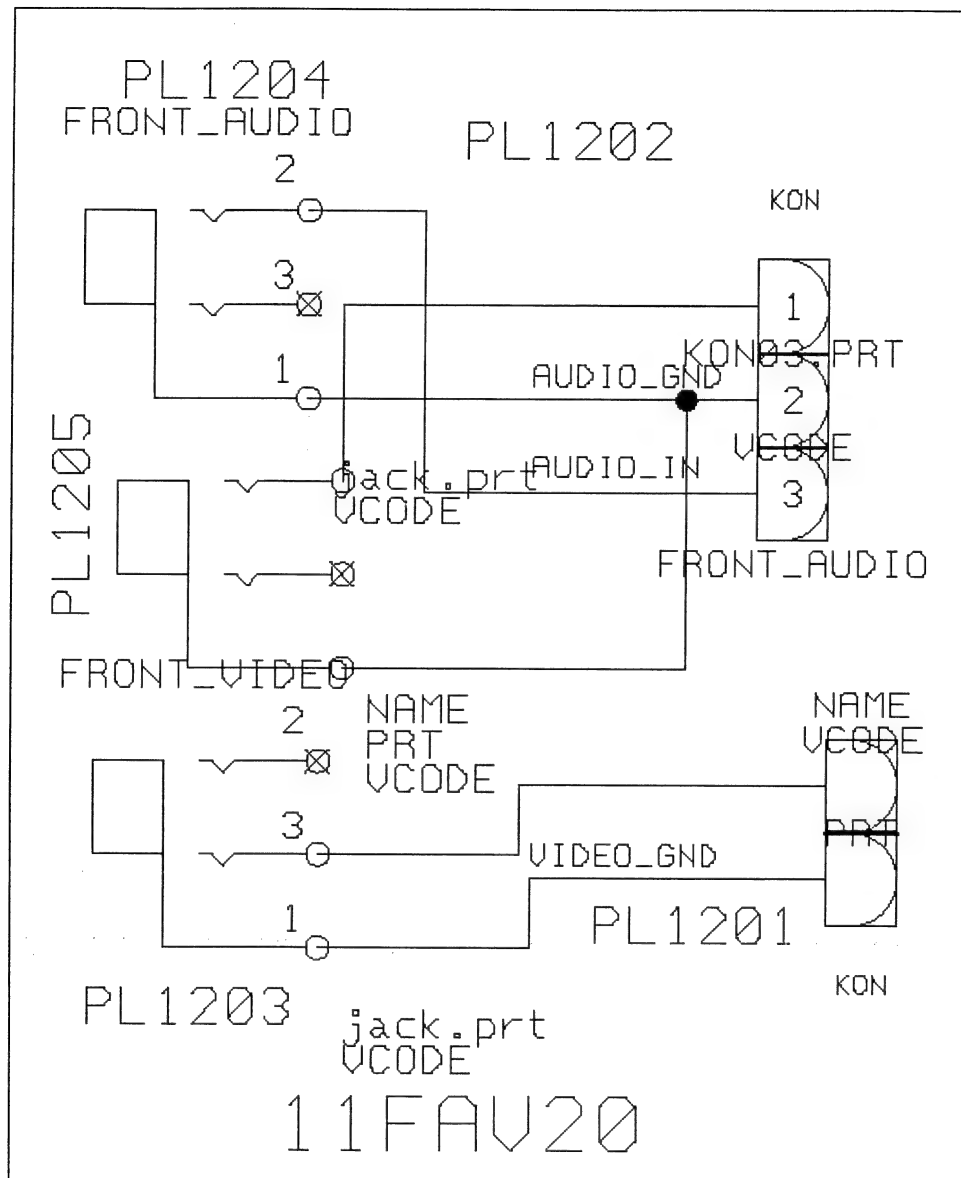 PL1204
FRONT_AUDIO
PL1202
2
KON
3
1
KON03.PRT
1
AUDIO_GND
2
VCODE
PL1205
jack.prt
VCODE
AUDIO_IN
3
FRONT_AUDIO
FRONT_VIDEO
2
NAME
PRT
VCODE
NAME
VCODE
3
PRT
VIDEO_GND
1
PL1201
KON
PL1203
jack.prt
VCODE
11FAV20